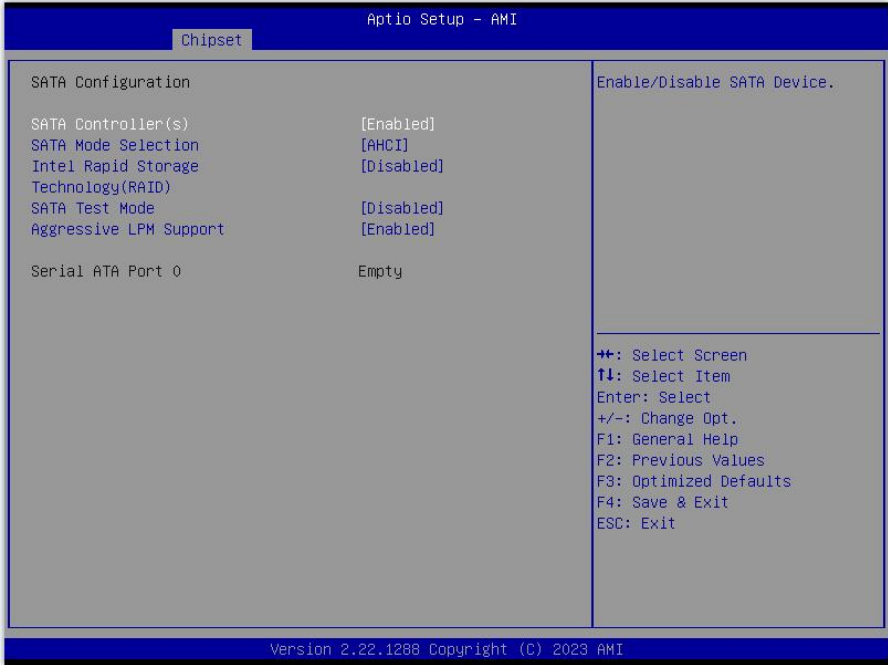 Aptio Setup – AMI
Chipset
SATA Configuration
SATA Controller(s) [Enabled]
SATA Mode Selection [AHCI]
Intel Rapid Storage [Disabled]
Technology(RAID)
SATA Test Mode [Disabled]
Aggressive LPM Support [Enabled]
Serial ATA Port 0 Empty
Enable/Disable SATA Device.
→←: Select Screen
↑↓: Select Item
Enter: Select
+/-: Change Opt.
F1: General Help
F2: Previous Values
F3: Optimized Defaults
F4: Save & Exit
ESC: Exit
Version 2.22.1288 Copyright (C) 2023 AMI